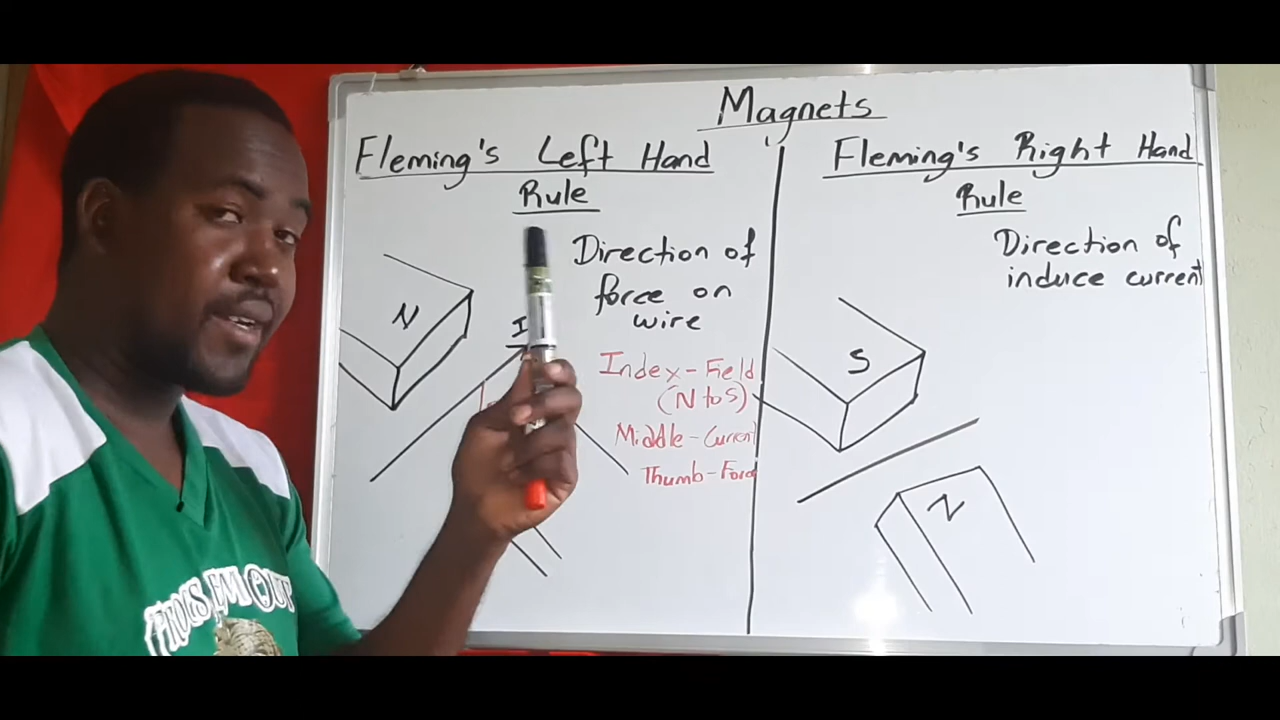 Magnets
Fleming's Left Hand
Rule
Direction of
force on
wire
N
I
Index-Field
(N to S)
Middle-Current
Thumb-Force
Fleming's Right Hand
Rule
Direction of
induce current
S
N